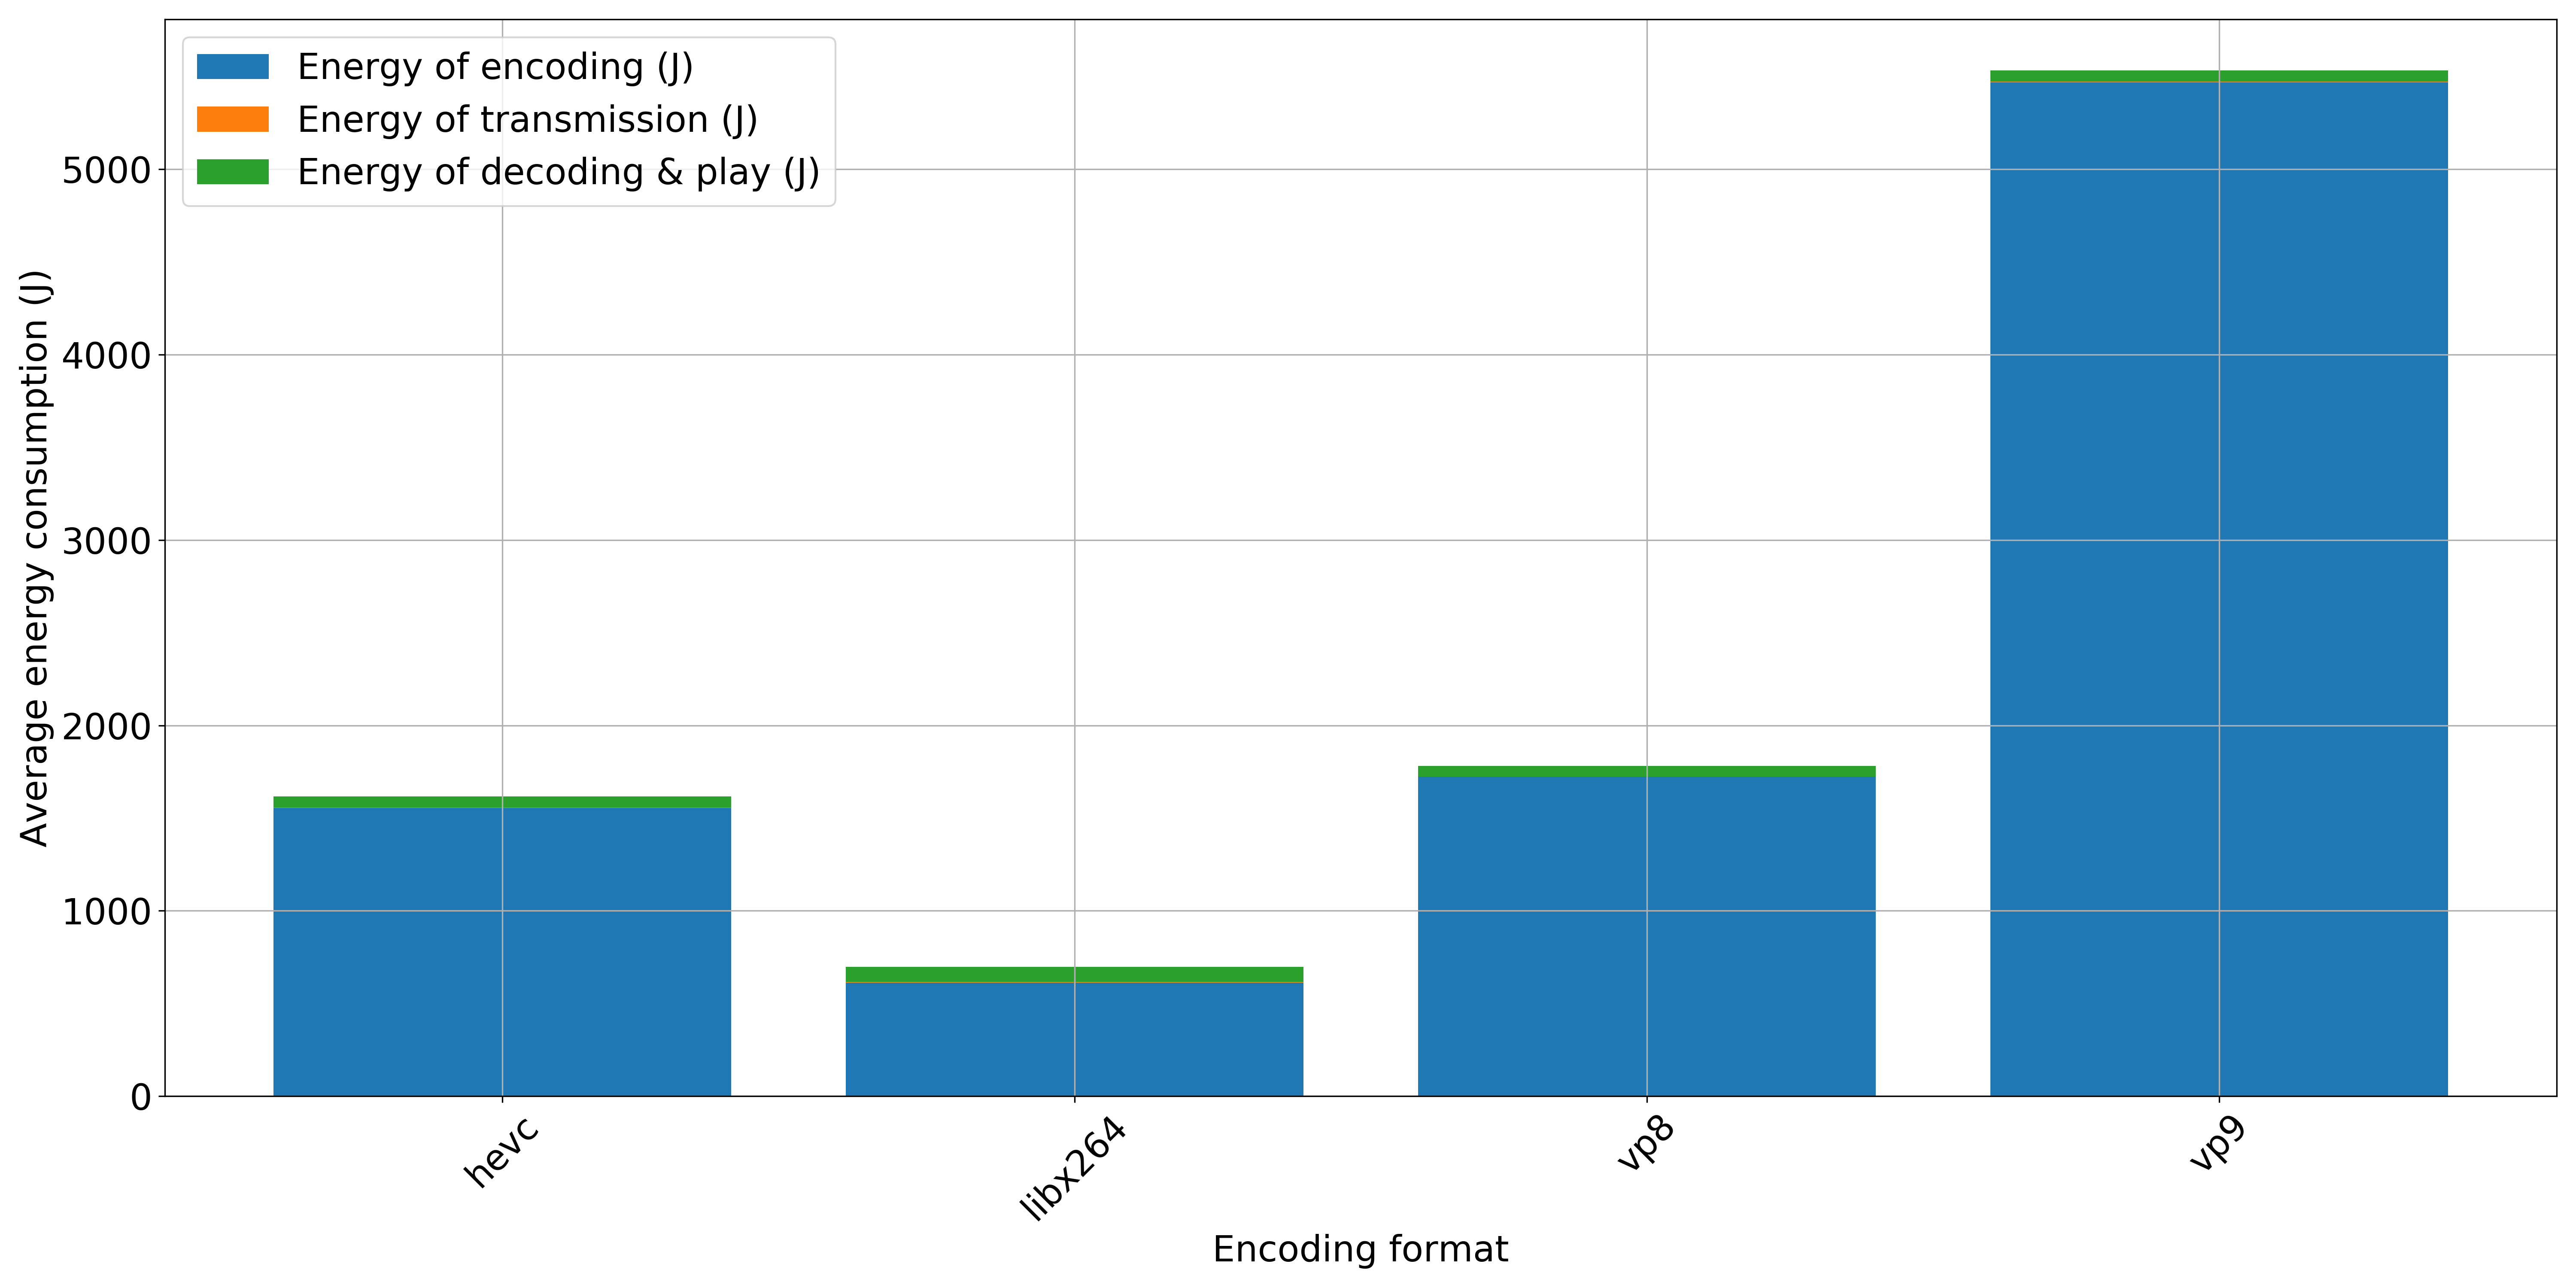 Energy of encoding (J)
Energy of transmission (J)
Energy of decoding & play (J)
Average energy consumption (J)
5000
4000
3000
2000
1000
0
hevc
libx264
vp8
vp9
Encoding format